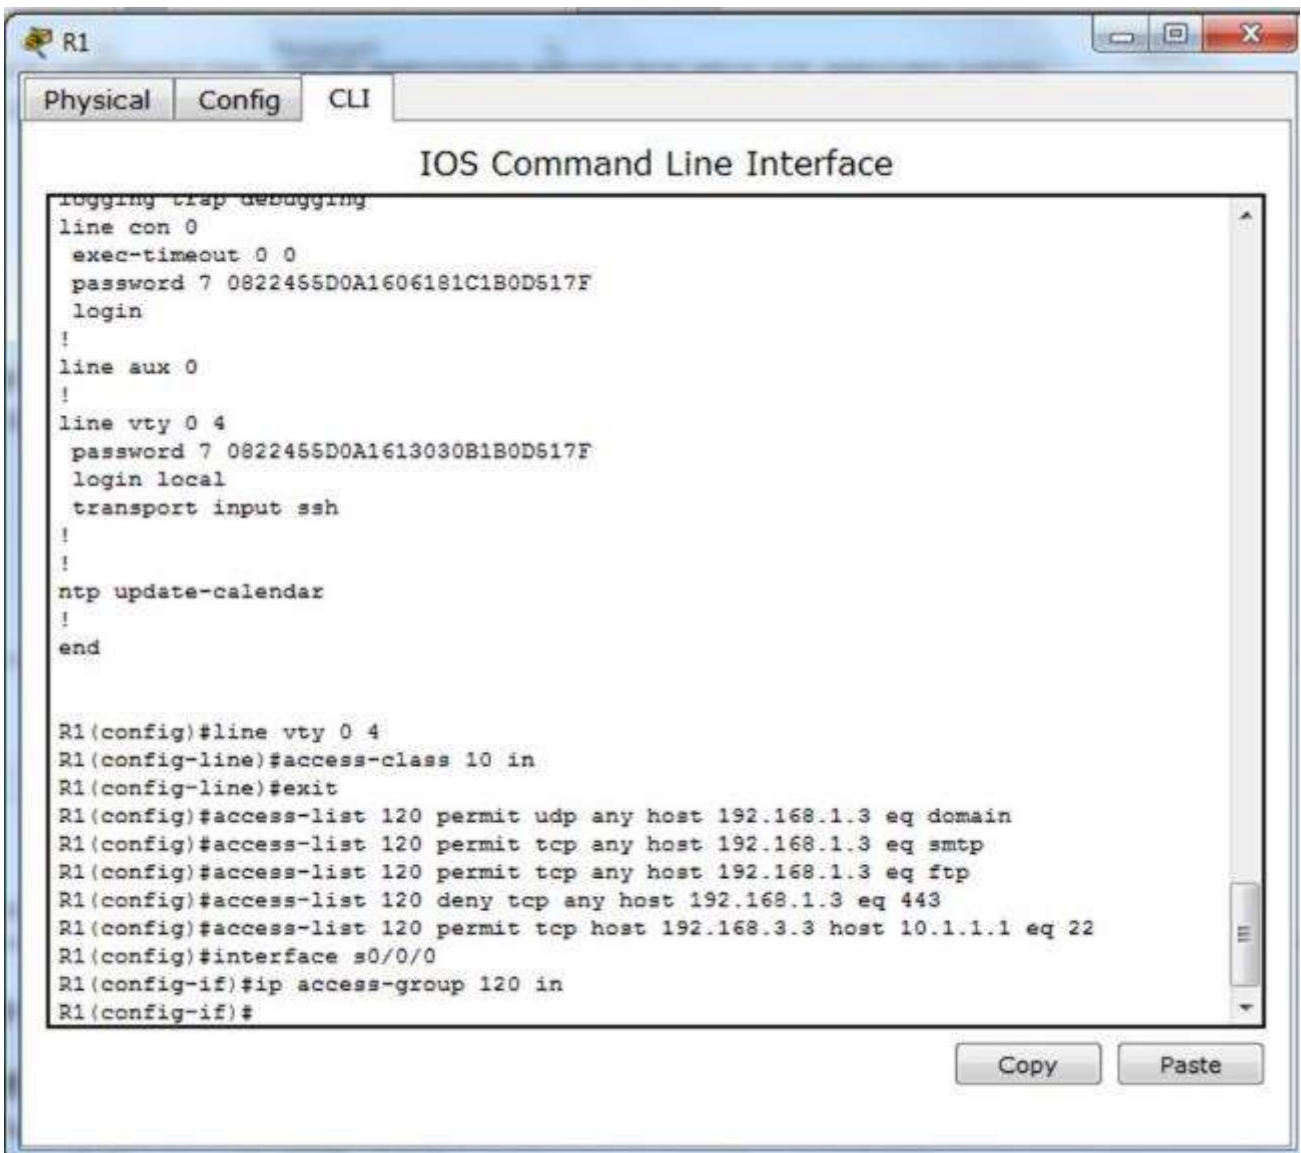 R1
Physical
Config
CLI
IOS Command Line Interface
logging trap debugging
line con 0
exec-timeout 0 0
password 7 0822455D0A1606181C1B0D517F
login
!
line aux 0
!
line vty 0 4
password 7 0822455D0A1613030B1B0D517F
login local
transport input ssh
!
!
ntp update-calendar
!
end
R1(config)#line vty 0 4
R1(config-line)#access-class 10 in
R1(config-line)#exit
R1(config)#access-list 120 permit udp any host 192.168.1.3 eq domain
R1(config)#access-list 120 permit tcp any host 192.168.1.3 eq smtp
R1(config)#access-list 120 permit tcp any host 192.168.1.3 eq ftp
R1(config)#access-list 120 deny tcp any host 192.168.1.3 eq 443
R1(config)#access-list 120 permit tcp host 192.168.3.3 host 10.1.1.1 eq 22
R1(config)#interface s0/0/0
R1(config-if)#ip access-group 120 in
R1(config-if)#
Copy
Paste